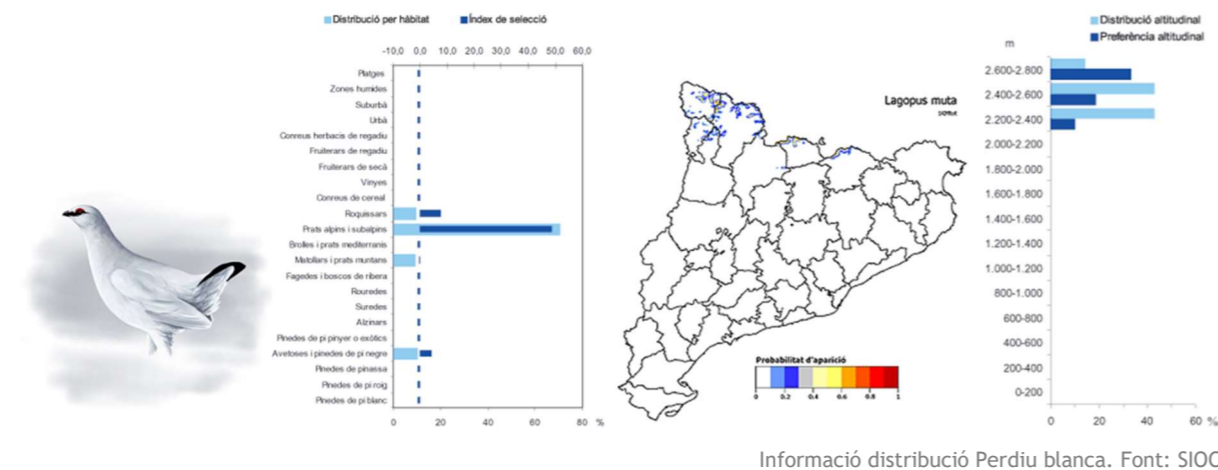 Distribució per hàbitat Índex de selecció
-10,0 0,0 10,0 20,0 30,0 40,0 50,0 60,0
Platges
Zones humides
Suburbà
Urbà
Conreus herbacis de regadiu
Fruiterars de regadiu
Fruiterars de secà
Vinyes
Conreus de cereal
Roquissars
Prats alpins i subalpins
Brolles i prats mediterranis
Matollars i prats muntans
Fagedes i boscos de ribera
Rouredes
Suredes
Alzinars
Pinedes de pi pinyer o exòtics
Avetoses i pinedes de pi negre
Pinedes de pinassa
Pinedes de pi roig
Pinedes de pi blanc
0 20 40 60 80 %
Lagopus muta
Probabilitat d'aparició
0 0.2 0.4 0.6 0.8 1
Distribució altitudinal
Preferència altitudinal
m
2.600-2.800
2.400-2.600
2.200-2.400
2.000-2.200
1.800-2.000
1.600-1.800
1.400-1.600
1.200-1.400
1.000-1.200
800-1.000
600-800
400-600
200-400
0-200
0 20 40 60 %
Informació distribució Perdiu blanca. Font: SIOC